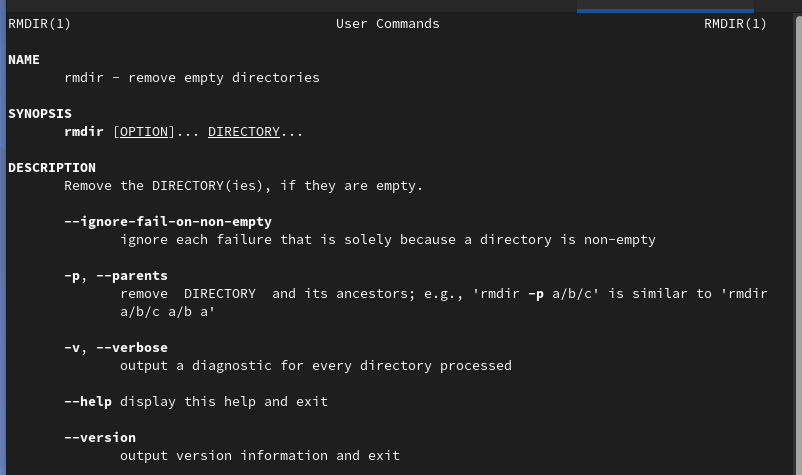 RMDIR(1) User Commands RMDIR(1)
NAME
rmdir - remove empty directories
SYNOPSIS
rmdir [OPTION]... DIRECTORY...
DESCRIPTION
Remove the DIRECTORY(ies), if they are empty.
--ignore-fail-on-non-empty
ignore each failure that is solely because a directory is non-empty
-p, --parents
remove  DIRECTORY  and its ancestors; e.g., 'rmdir -p a/b/c' is similar to 'rmdir
a/b/c a/b a'
-v, --verbose
output a diagnostic for every directory processed
--help display this help and exit
--version
output version information and exit